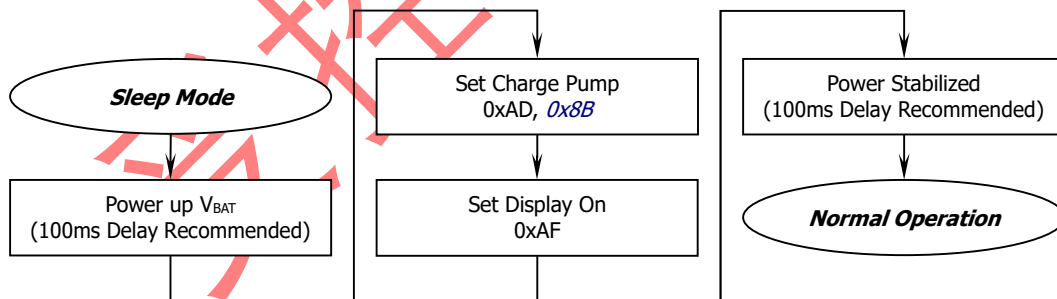 Sleep Mode
Power up VBAT
(100ms Delay Recommended)
Set Charge Pump
0xAD, 0x8B
Set Display On
0xAF
Power Stabilized
(100ms Delay Recommended)
Normal Operation